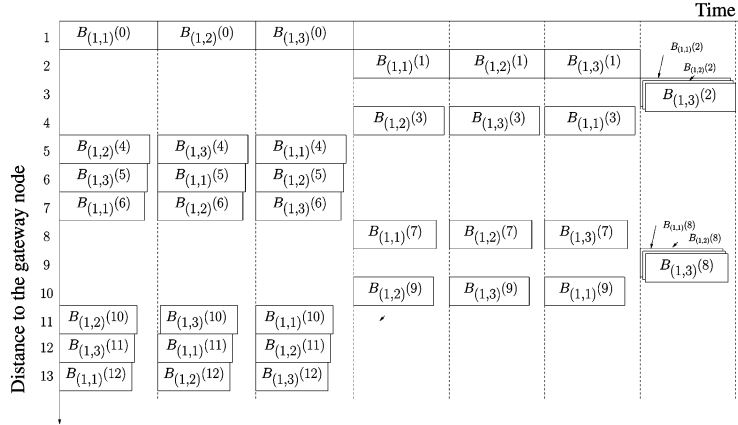 Time
1 B(1,1)(0) B(1,2)(0) B(1,3)(0)
B(1,1)(2)
2 B(1,1)(1) B(1,2)(1) B(1,3)(1)
B(1,2)(2)
3 B(1,3)(2)
4 B(1,2)(3) B(1,3)(3) B(1,1)(3)
5 B(1,2)(4) B(1,3)(4) B(1,1)(4)
6 B(1,3)(5) B(1,1)(5) B(1,2)(5)
7 B(1,1)(6) B(1,2)(6) B(1,3)(6)
B(1,1)(8)
8 B(1,1)(7) B(1,2)(7) B(1,3)(7)
B(1,2)(8)
9 B(1,3)(8)
10 B(1,2)(9) B(1,3)(9) B(1,1)(9)
11 B(1,2)(10) B(1,3)(10) B(1,1)(10)
12 B(1,3)(11) B(1,1)(11) B(1,2)(11)
13 B(1,1)(12) B(1,2)(12) B(1,3)(12)
Distance to the gateway node